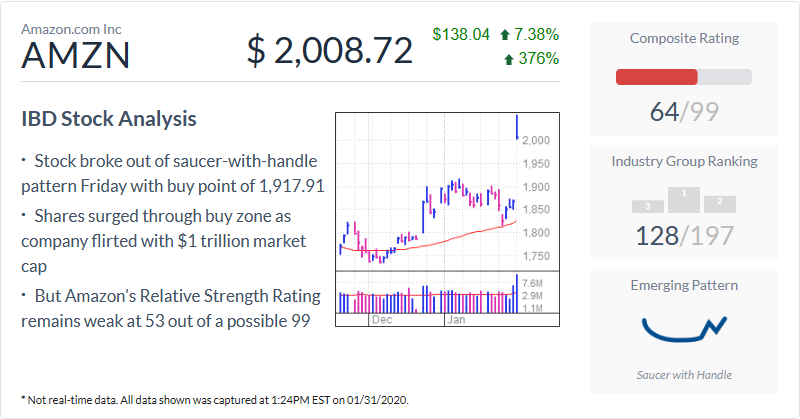 Amazon.com Inc
AMZN
$ 2,008.72
$138.04 7.38%
376%
IBD Stock Analysis
· Stock broke out of saucer-with-handle
pattern Friday with buy point of 1,917.91
· Shares surged through buy zone as
company flirted with $1 trillion market
cap
· But Amazon's Relative Strength Rating
remains weak at 53 out of a possible 99
2,000
1,950
1,900
1,850
1,800
1,750
7.6M
2.9M
1.1M
Dec
Jan
* Not real-time data. All data shown was captured at 1:24PM EST on 01/31/2020.
Composite Rating
64/99
Industry Group Ranking
3 1 2
128/197
Emerging Pattern
Saucer with Handle